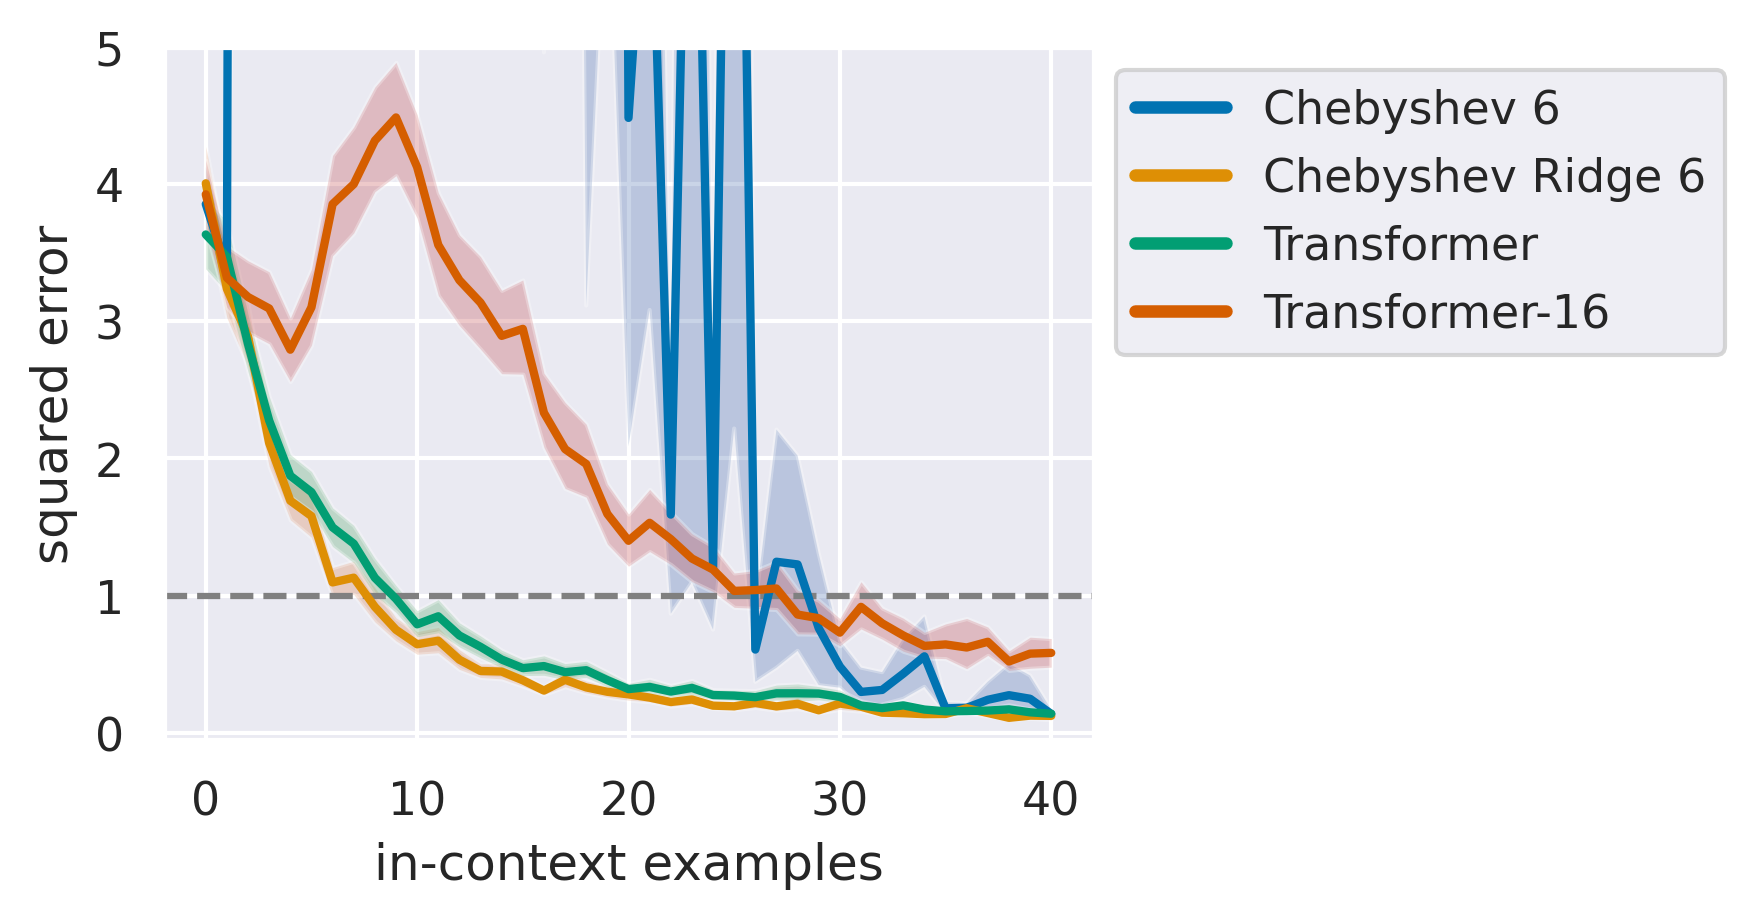 5
4
3
2
1
0
squared error
0 10 20 30 40
in-context examples
Chebyshev 6
Chebyshev Ridge 6
Transformer
Transformer-16